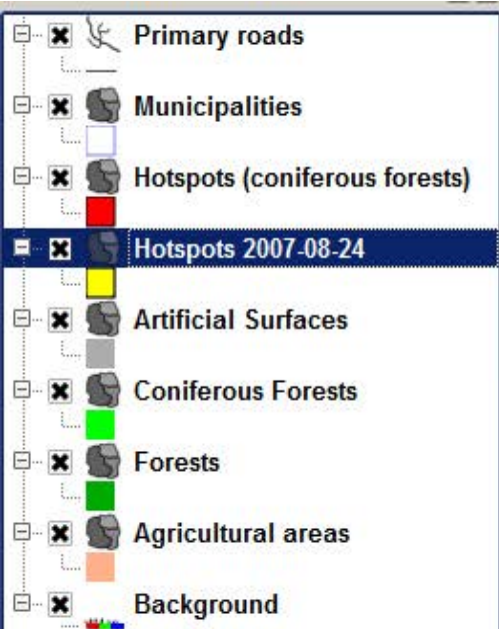 Primary roads
Municipalities
Hotspots (coniferous forests)
Hotspots 2007-08-24
Artificial Surfaces
Coniferous Forests
Forests
Agricultural areas
Background